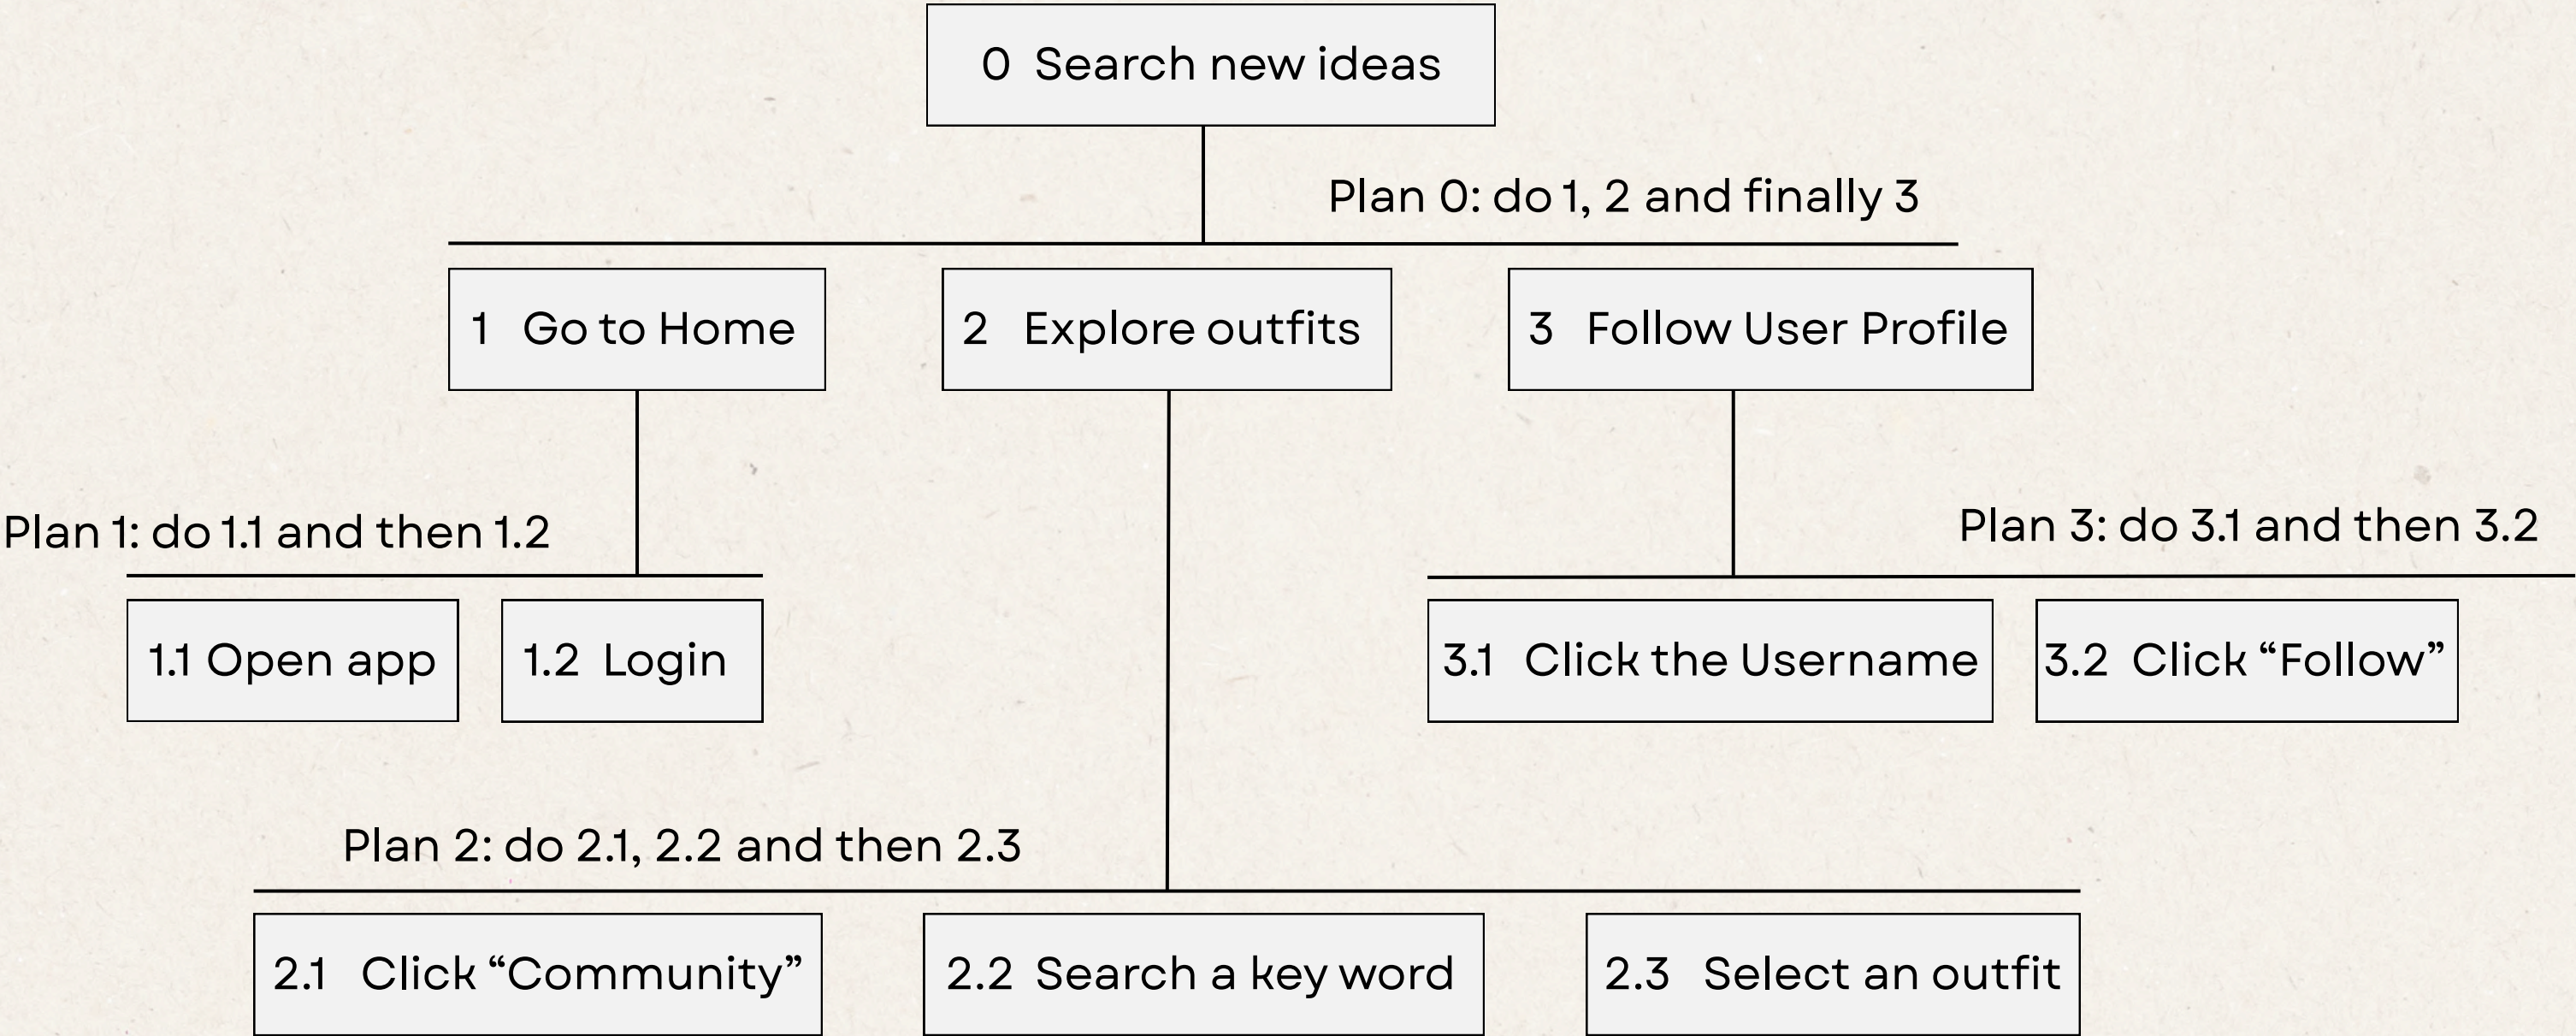 0 Search new ideas
Plan 0: do 1, 2 and finally 3
1 Go to Home
2 Explore outfits
3 Follow User Profile
Plan 1: do 1.1 and then 1.2
Plan 3: do 3.1 and then 3.2
1.1 Open app
1.2 Login
3.1 Click the Username
3.2 Click “Follow”
Plan 2: do 2.1, 2.2 and then 2.3
2.1 Click “Community”
2.2 Search a key word
2.3 Select an outfit